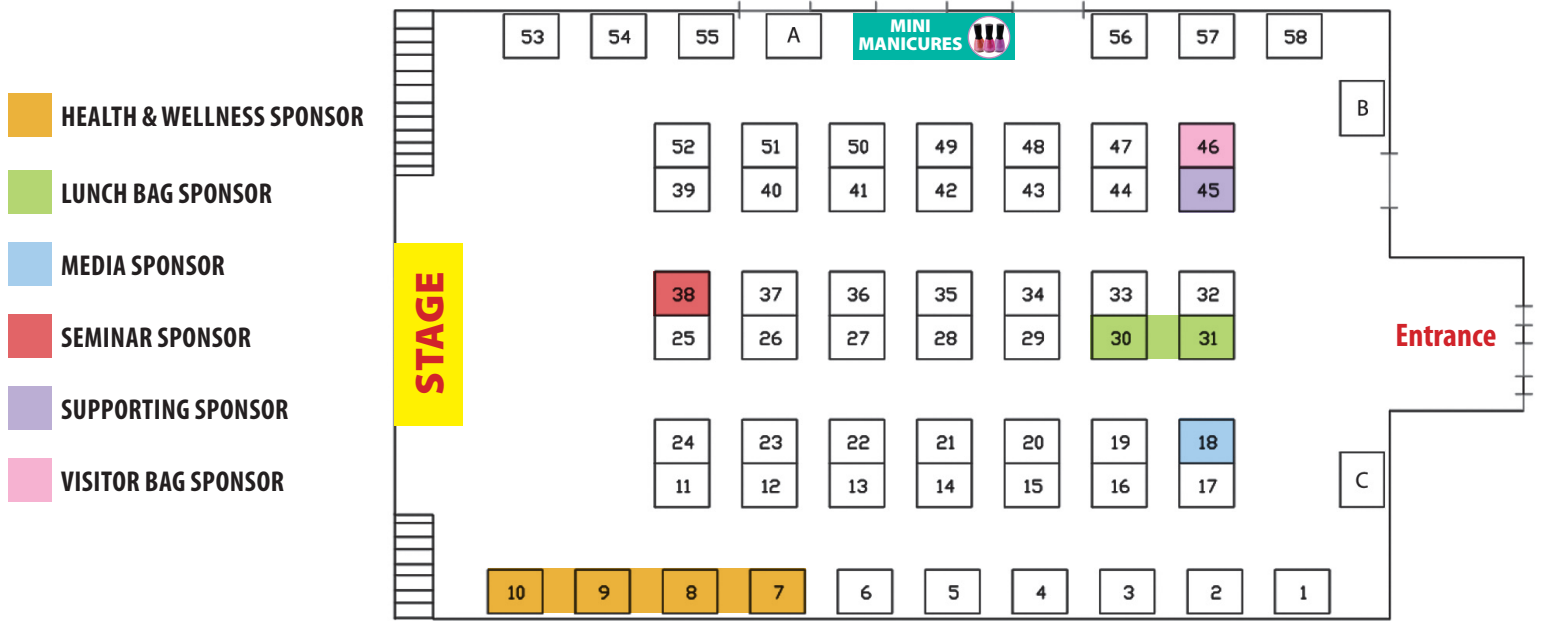 HEALTH & WELLNESS SPONSOR
LUNCH BAG SPONSOR
MEDIA SPONSOR
SEMINAR SPONSOR
SUPPORTING SPONSOR
VISITOR BAG SPONSOR
53 54 55 A MINI MANICURES 56 57 58
B
52 51 50 49 48 47 46
39 40 41 42 43 44 45
STAGE
38 37 36 35 34 33 32
25 26 27 28 29 30 31
Entrance
24 23 22 21 20 19 18
11 12 13 14 15 16 17
C
10 9 8 7 6 5 4 3 2 1